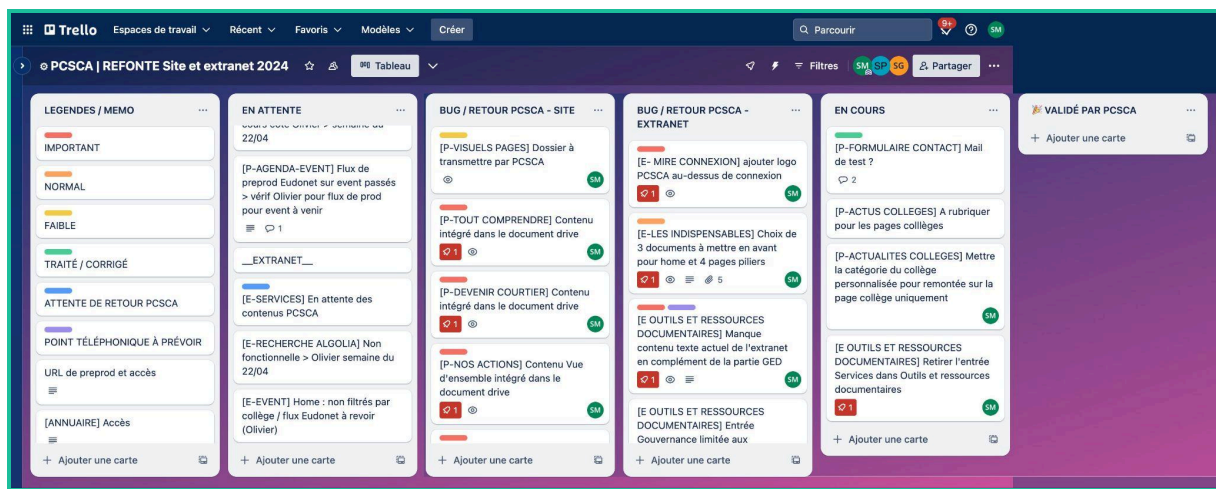 Trello Espaces de travail Récent Favoris Modèles Créer Parcourir 9+ SM
PCSCA | REFONTE Site et extranet 2024 Tableau Filtres SM SP SG Partager
LEGENDES / MEMO
IMPORTANT
NORMAL
FAIBLE
TRAITÉ / CORRIGÉ
ATTENTE DE RETOUR PCSCA
POINT TÉLÉPHONIQUE À PRÉVOIR
URL de preprod et accès
[ANNUAIRE] Accès
+ Ajouter une carte
EN ATTENTE
22/04
[P-AGENDA-EVENT] Flux de
preprod Eudonet sur event passés
> vérif Olivier pour flux de prod
pour event à venir
1
__EXTRANET__
[E-SERVICES] En attente des
contenus PCSCA
[E-RECHERCHE ALGOLIA] Non
fonctionnelle > Olivier semaine du
22/04
[E-EVENT] Home : non filtrés par
collège / flux Eudonet à revoir
(Olivier)
+ Ajouter une carte
BUG / RETOUR PCSCA - SITE
[P-VISUELS PAGES] Dossier à
transmettre par PCSCA
SM
[P-TOUT COMPRENDRE] Contenu
intégré dans le document drive
1 SM
[P-DEVENIR COURTIER] Contenu
intégré dans le document drive
1 SM
[P-NOS ACTIONS] Contenu Vue
d'ensemble intégré dans le
document drive
1 SM
+ Ajouter une carte
BUG / RETOUR PCSCA -
EXTRANET
[E- MIRE CONNEXION] ajouter logo
PCSCA au-dessus de connexion
1 SM
[E-LES INDISPENSABLES] Choix de
3 documents à mettre en avant
pour home et 4 pages piliers
1 5 SM
[E OUTILS ET RESSOURCES
DOCUMENTAIRES] Manque
contenu texte actuel de l'extranet
en complément de la partie GED
1 SM
[E OUTILS ET RESSOURCES
DOCUMENTAIRES] Entrée
Gouvernance limitée aux
+ Ajouter une carte
EN COURS
[P-FORMULAIRE CONTACT] Mail
de test ?
2
[P-ACTUS COLLEGES] A rubriquer
pour les pages colllèges
[P-ACTUALITES COLLEGES] Mettre
la catégorie du collège
personnalisée pour remontée sur la
page collège uniquement
SM
[E OUTILS ET RESSOURCES
DOCUMENTAIRES] Retirer l'entrée
Services dans Outils et ressources
documentaires
1 SM
+ Ajouter une carte
VALIDÉ PAR PCSCA
+ Ajouter une carte